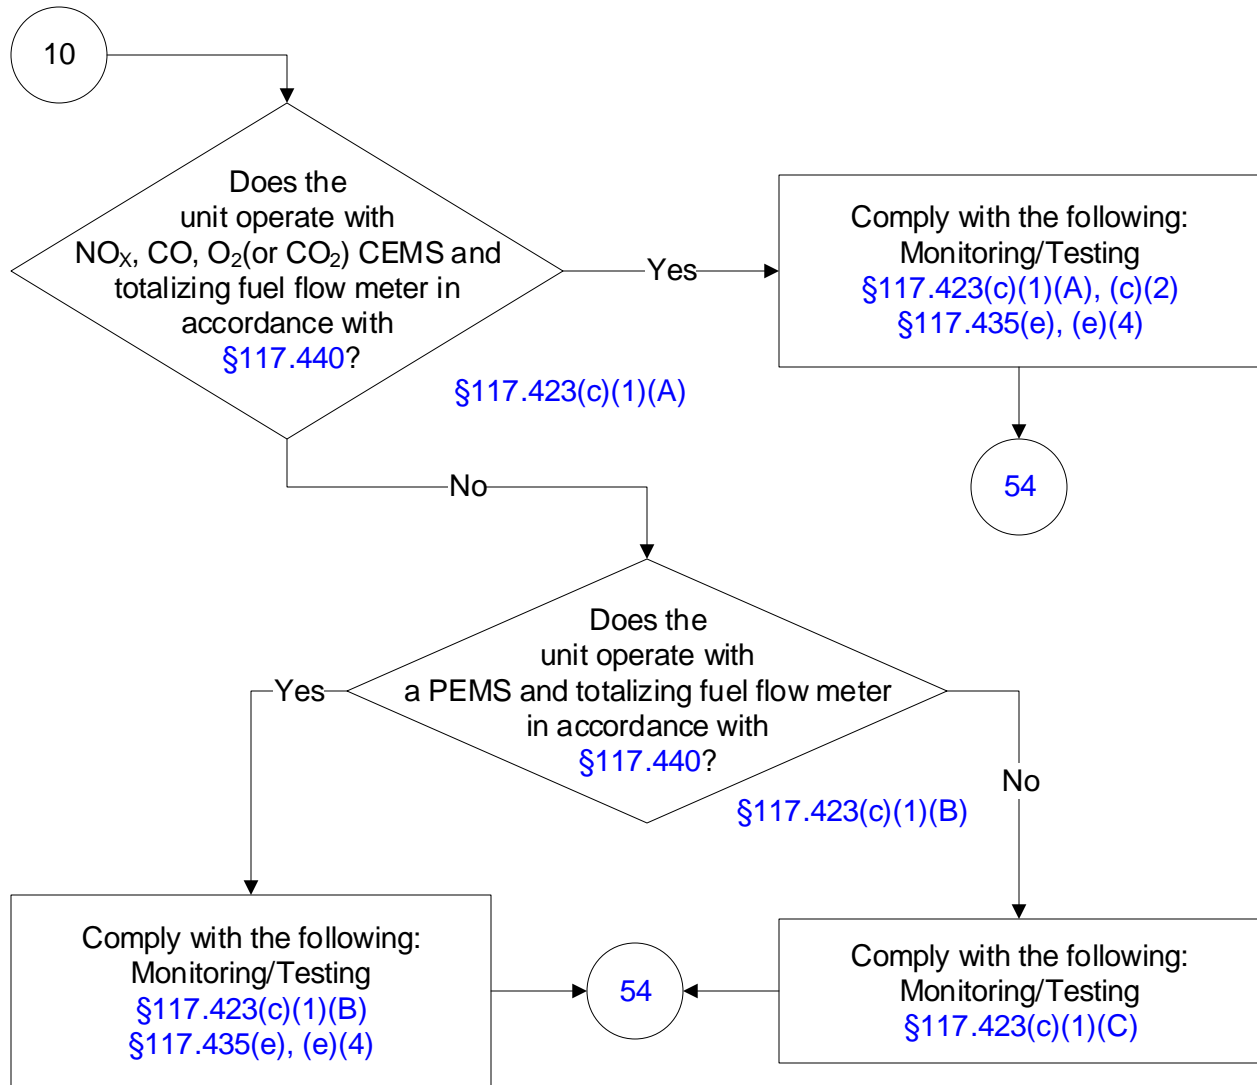 10
Does the
unit operate with
NOX, CO, O2(or CO2) CEMS and
totalizing fuel flow meter in
accordance with
§117.440?
§117.423(c)(1)(A)
Yes
Comply with the following:
Monitoring/Testing
§117.423(c)(1)(A), (c)(2)
§117.435(e), (e)(4)
54
No
Does the
unit operate with
a PEMS and totalizing fuel flow meter
in accordance with
§117.440?
§117.423(c)(1)(B)
Yes
No
Comply with the following:
Monitoring/Testing
§117.423(c)(1)(B)
§117.435(e), (e)(4)
54
Comply with the following:
Monitoring/Testing
§117.423(c)(1)(C)